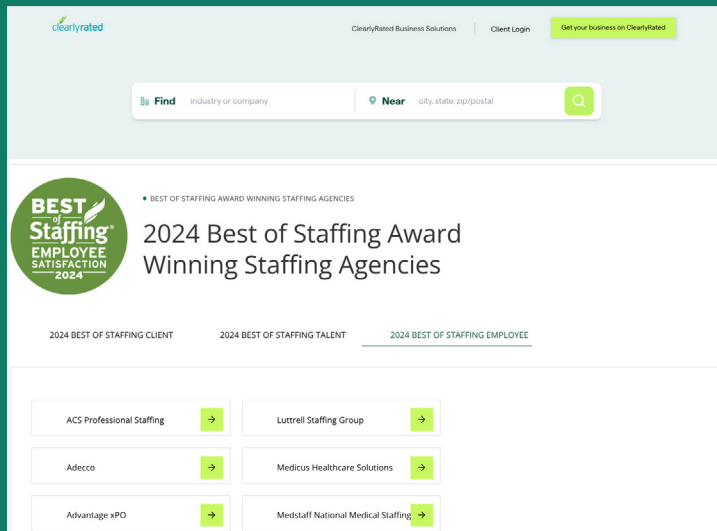 clearlyrated
ClearlyRated Business Solutions
Client Login
Get your business on ClearlyRated
Find industry or company
Near city, state, zip/postal
BEST
of
Staffing®
EMPLOYEE
SATISFACTION
2024
BEST OF STAFFING AWARD WINNING STAFFING AGENCIES
2024 Best of Staffing Award
Winning Staffing Agencies
2024 BEST OF STAFFING CLIENT
2024 BEST OF STAFFING TALENT
2024 BEST OF STAFFING EMPLOYEE
ACS Professional Staffing
Luttrell Staffing Group
Adecco
Medicus Healthcare Solutions
Advantage xPO
Medstaff National Medical Staffing